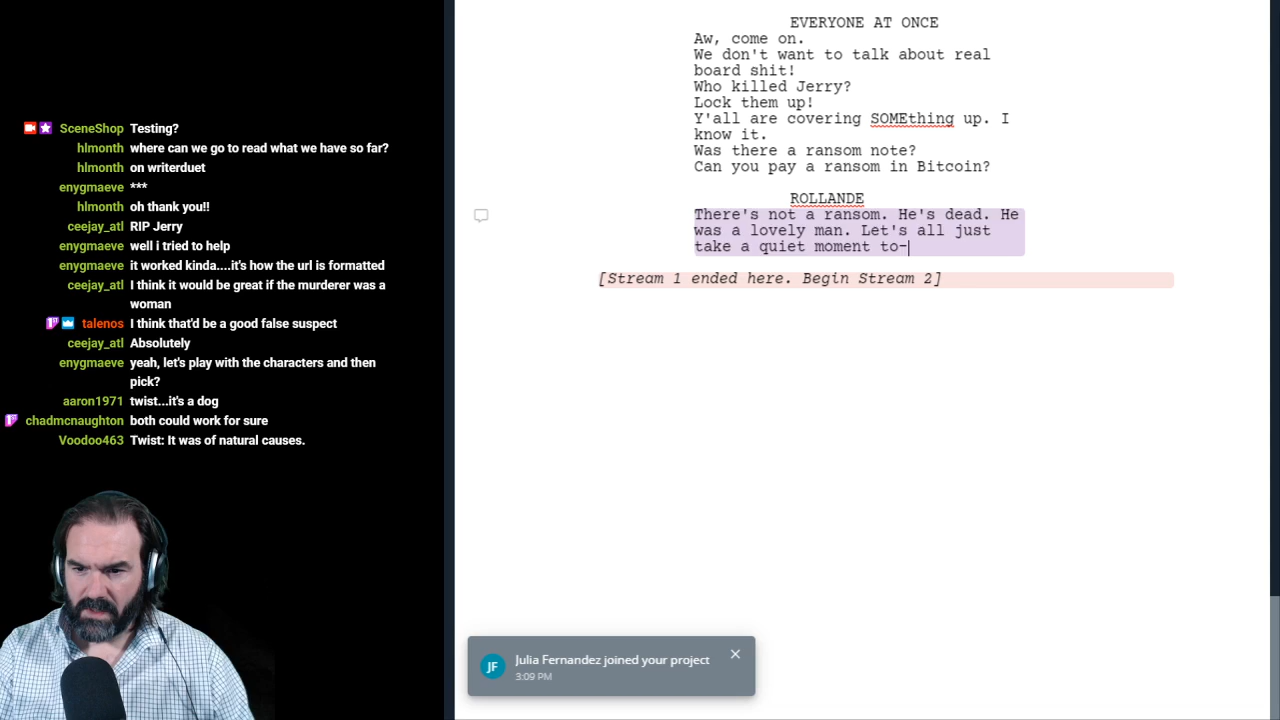 SceneShop Testing?
hlmonth where can we go to read what we have so far?
hlmonth on writerduet
enygmaeve ***
hlmonth oh thank you!!
ceejay_atl RIP Jerry
enygmaeve well i tried to help
enygmaeve it worked kinda....it's how the url is formatted
ceejay_atl I think it would be great if the murderer was a
woman
talenos I think that'd be a good false suspect
ceejay_atl Absolutely
enygmaeve yeah, let's play with the characters and then
pick?
aaron1971 twist...it's a dog
chadmcnaughton both could work for sure
Voodoo463 Twist: It was of natural causes.
EVERYONE AT ONCE
Aw, come on.
We don't want to talk about real
board shit!
Who killed Jerry?
Lock them up!
Y'all are covering SOMEthing up. I
know it.
Was there a ransom note?
Can you pay a ransom in Bitcoin?
ROLLANDE
There's not a ransom. He's dead. He
was a lovely man. Let's all just
take a quiet moment to-
[Stream 1 ended here. Begin Stream 2]
JF
Julia Fernandez joined your project
3:09 PM